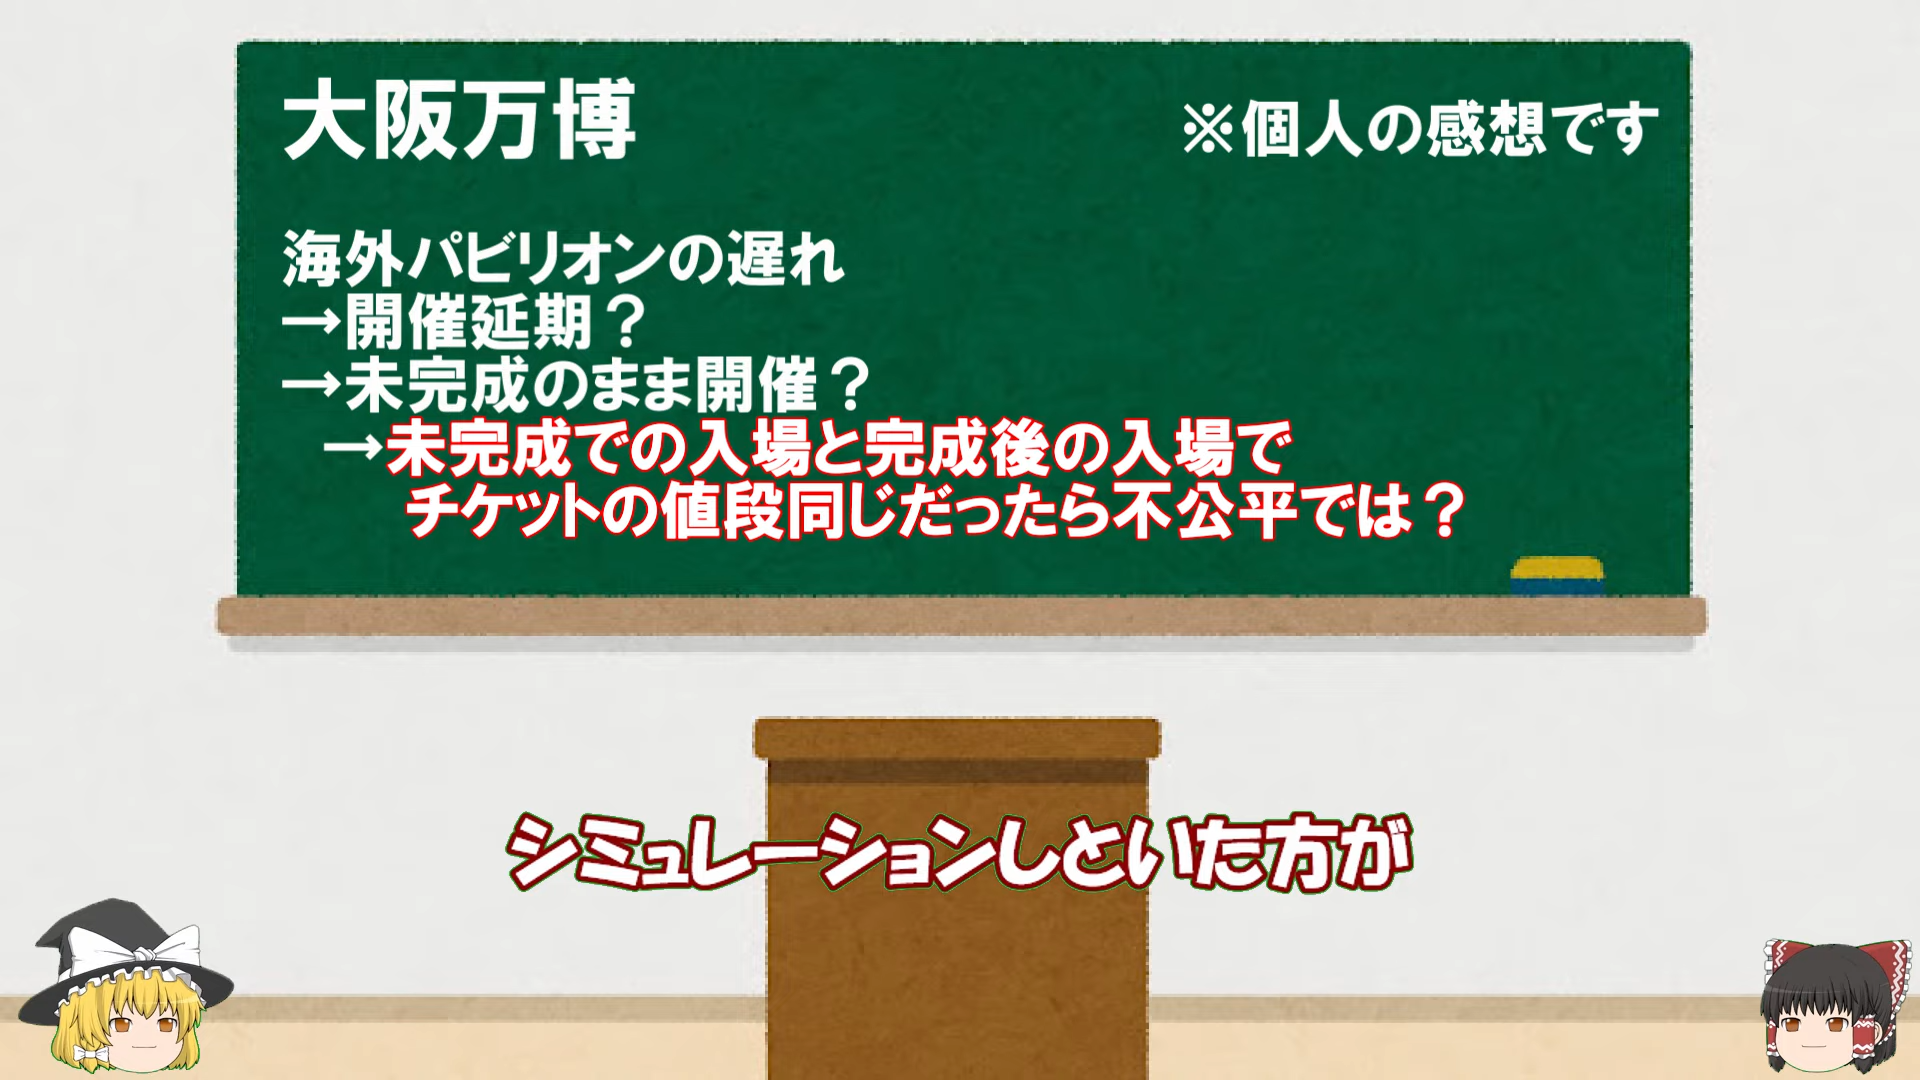 大阪万博
※個人の感想です
海外パビリオンの遅れ
→開催延期？
→未完成のまま開催？
→未完成での入場と完成後の入場で
チケットの値段同じだったら不公平では？
シミュレーションしといた方が